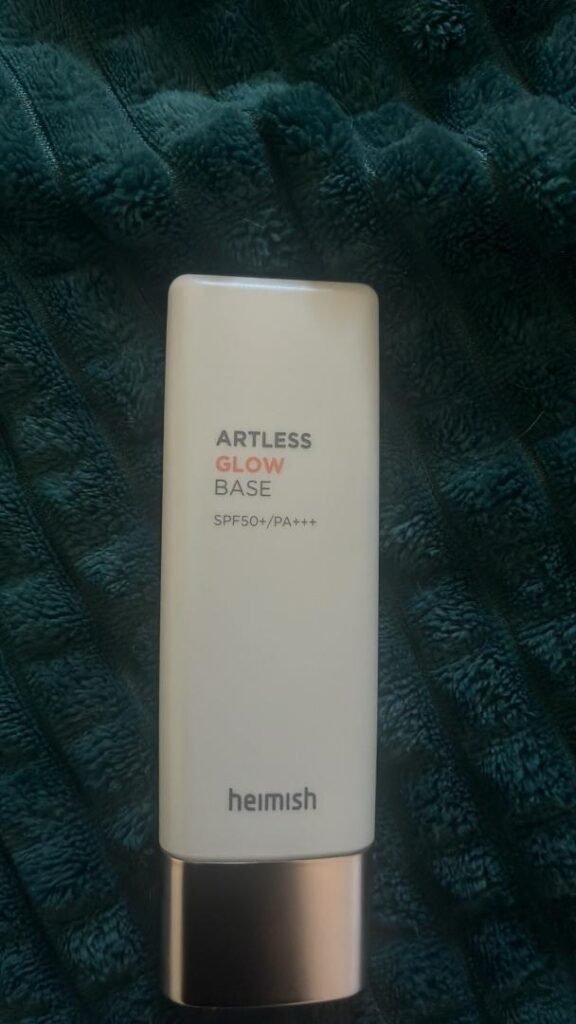 ARTLESS
GLOW
BASE
SPF50+/PA+++
heimish